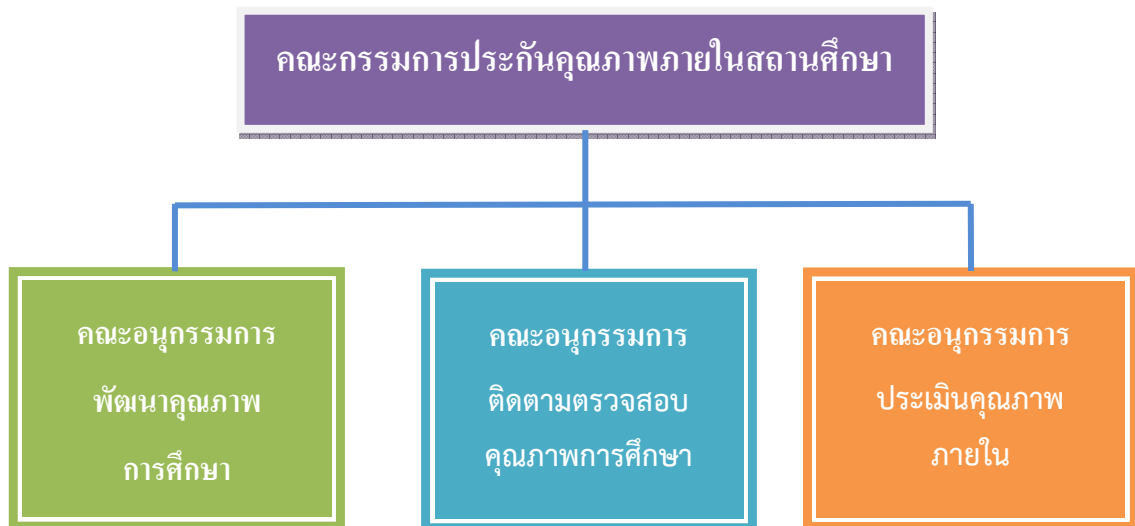 คณะกรรมการประกันคุณภาพภายในสถานศึกษา
คณะอนุกรรมการ
พัฒนาคุณภาพ
การศึกษา
คณะอนุกรรมการ
ติดตามตรวจสอบ
คุณภาพการศึกษา
คณะอนุกรรมการ
ประเมินคุณภาพ
ภายใน